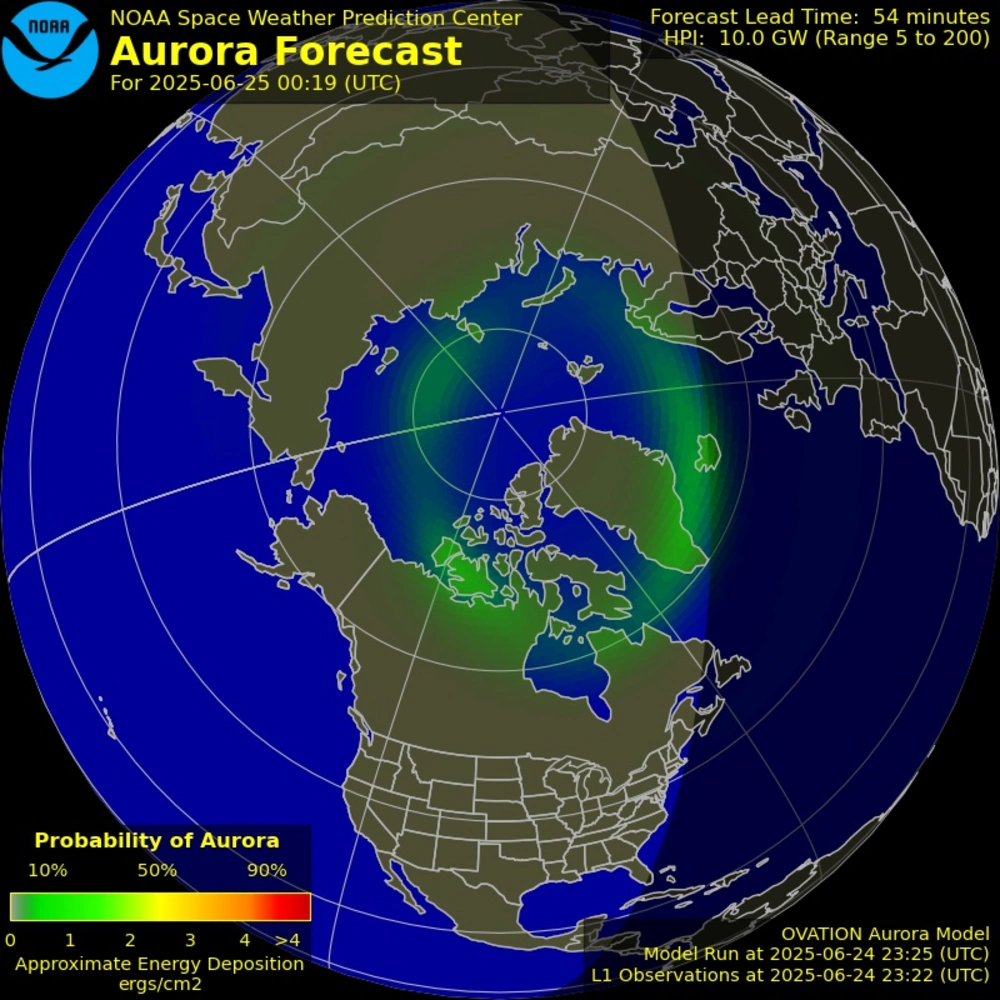 NOAA
NOAA Space Weather Prediction Center
Aurora Forecast
For 2025-06-25 00:19 (UTC)
Forecast Lead Time: 54 minutes
HPI: 10.0 GW (Range 5 to 200)
Probability of Aurora
10% 50% 90%
0 1 2 3 4 >4
Approximate Energy Deposition
ergs/cm2
OVATION Aurora Model
Model Run at 2025-06-24 23:25 (UTC)
L1 Observations at 2025-06-24 23:22 (UTC)